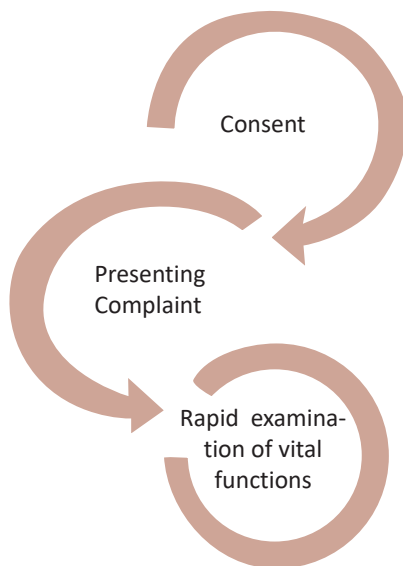 Consent
Presenting
Complaint
Rapid examina-
tion of vital
functions